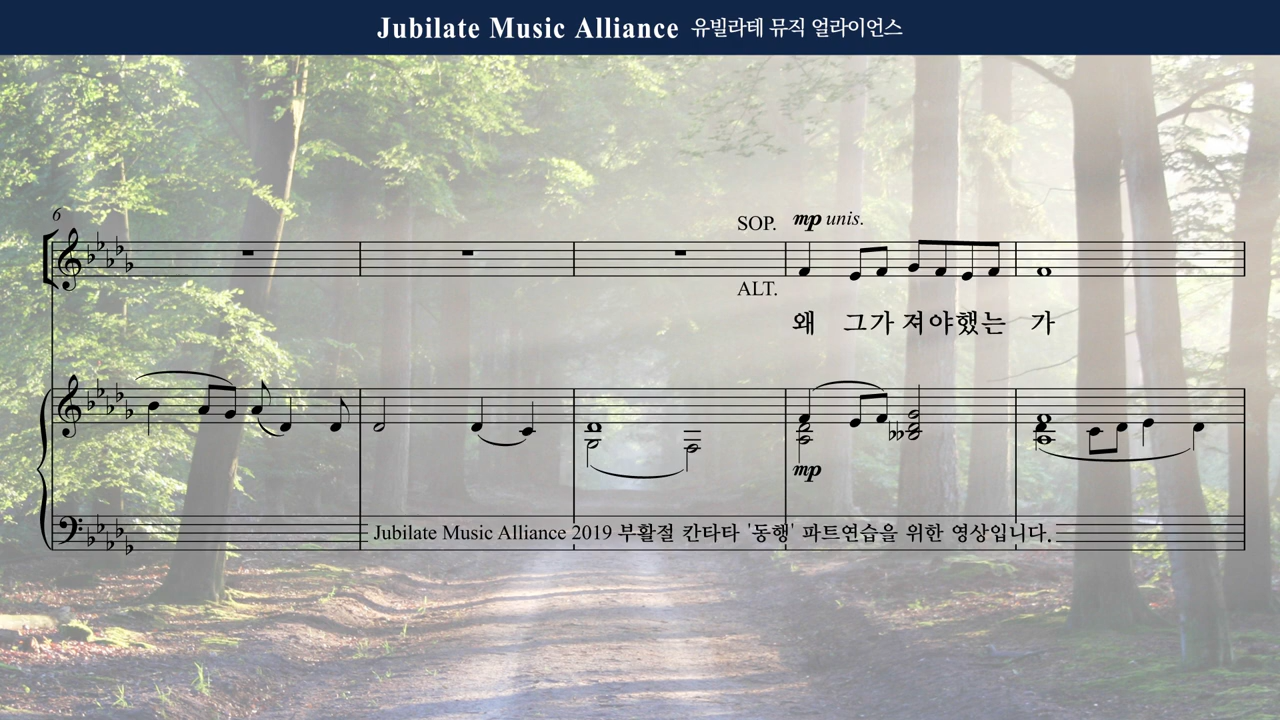 Jubilate Music Alliance 유빌라테 뮤직 얼라이언스
6
SOP. mp unis.
ALT.
왜 그가 져야했는 가
mp
Jubilate Music Alliance 2019 부활절 칸타타 '동행' 파트연습을 위한 영상입니다.